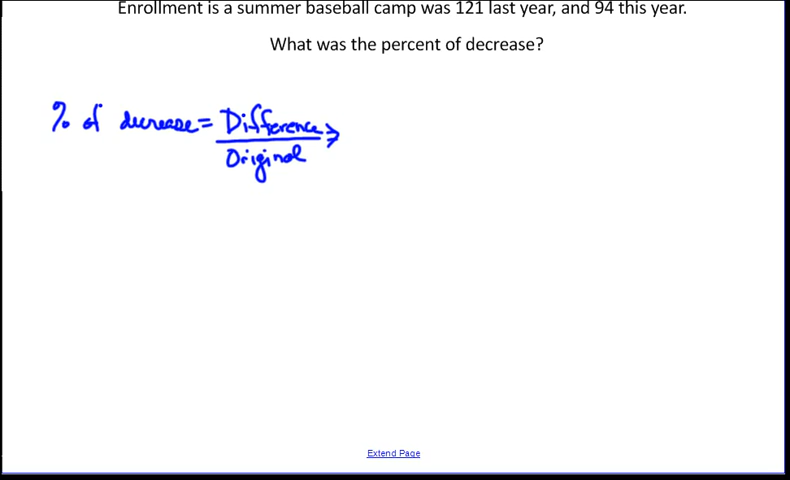 Enrollment is a summer baseball camp was 121 last year, and 94 this year.
What was the percent of decrease?
% of decrease = Difference
Original
Extend Page